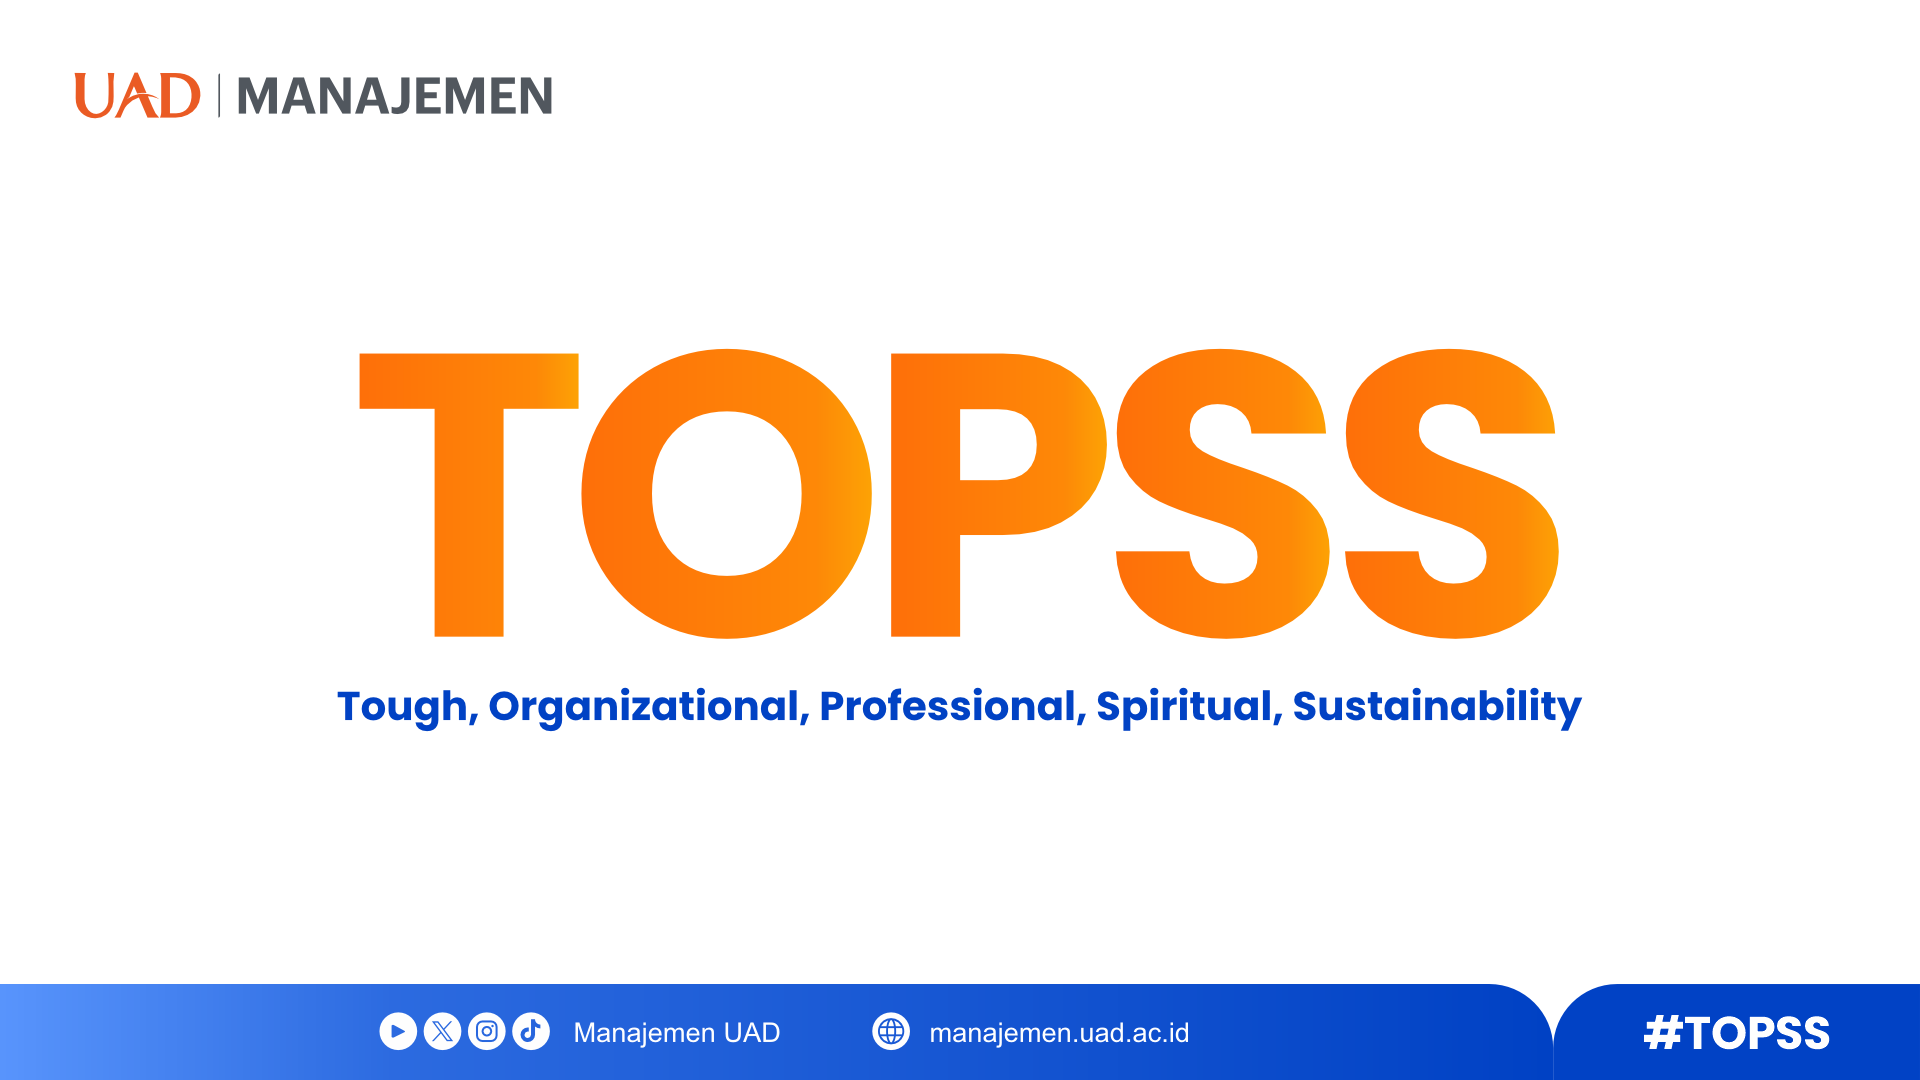 UAD | MANAJEMEN
TOPSS
Tough, Organizational, Professional, Spiritual, Sustainability
Manajemen UAD
manajemen.uad.ac.id
#TOPSS